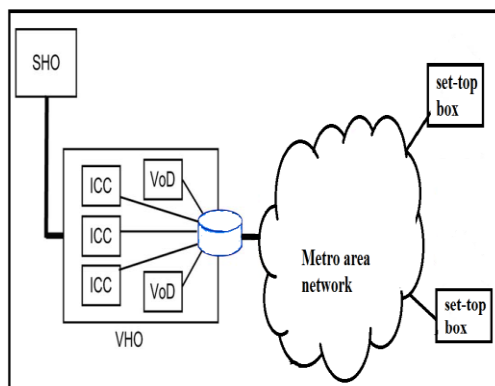 SHO
set-top
box
ICC
VoD
ICC
ICC
VoD
VHO
Metro area
network
set-top
box